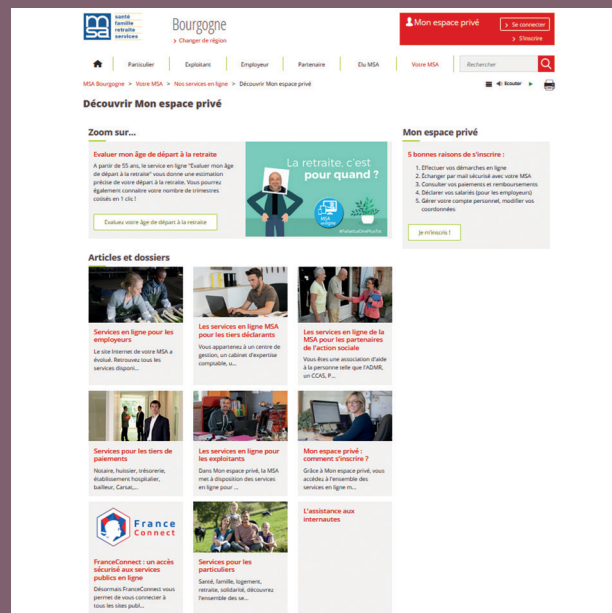 santé
famille
retraite
services
msa
Bourgogne
> Changer de région
Mon espace privé
> Se connecter
> S'inscrire
Particulier
Exploitant
Employeur
Partenaire
Elu MSA
Votre MSA
Rechercher
MSA Bourgogne > Votre MSA > Nos services en ligne > Découvrir Mon espace privé
Ecouter
Découvrir Mon espace privé
Zoom sur...
Evaluer mon âge de départ à la retraite
A partir de 55 ans, le service en ligne "Evaluer mon âge
de départ à la retraite" vous donne une estimation
précise de votre départ à la retraite. Vous pourrez
également connaitre votre nombre de trimestres
cotisés en 1 clic !
Evaluez votre âge de départ à la retraite
La retraite, c'est
pour quand ?
MSA
en ligne
Mon espace privé
5 bonnes raisons de s'inscrire :
1. Effectuer vos démarches en ligne
2. Échanger par mail sécurisé avec votre MSA
3. Consulter vos paiements et remboursements
4. Déclarer vos salariés (pour les employeurs)
5. Gérer votre compte personnel, modifier vos
coordonnées.
Je m'inscris !
Articles et dossiers
Services en ligne pour les
employeurs
Le site Internet de votre MSA a
évolué. Retrouvez tous les
services disponi...
Les services en ligne MSA
pour les tiers déclarants
Vous appartenez à un centre de
gestion, un cabinet d'expertise
comptable, u...
Les services en ligne de la
MSA pour les partenaires
de l'action sociale
Vous êtes une association d'aide
à la personne telle que l'ADMR,
un CCAS, P...
Services pour les tiers de
paiements
Notaire, huissier, trésorerie,
établissement hospitalier,
bailleur, Carsat,...
Les services en ligne pour
les exploitants
Dans Mon espace privé, la MSA
met à disposition des services
en ligne pour ...
Mon espace privé :
comment s'inscrire ?
Grâce à Mon espace privé, vous
accédez à l'ensemble des
services en ligne m...
France
Connect
FranceConnect : un accès
sécurisé aux services
publics en ligne
Désormais FranceConnect vous
permet de vous connecter à
tous les sites publ...
Services pour les
particuliers
Santé, famille, logement,
retraite, solidarité, découvrez
l'ensemble des se...
L'assistance aux
internautes